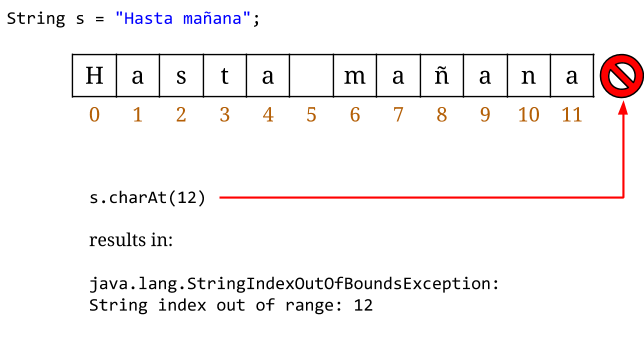 String s = "Hasta mañana";
H a s t a m a ñ a n a
0 1 2 3 4 5 6 7 8 9 10 11
s.charAt(12)
results in:
java.lang.StringIndexOutOfBoundsException:
String index out of range: 12